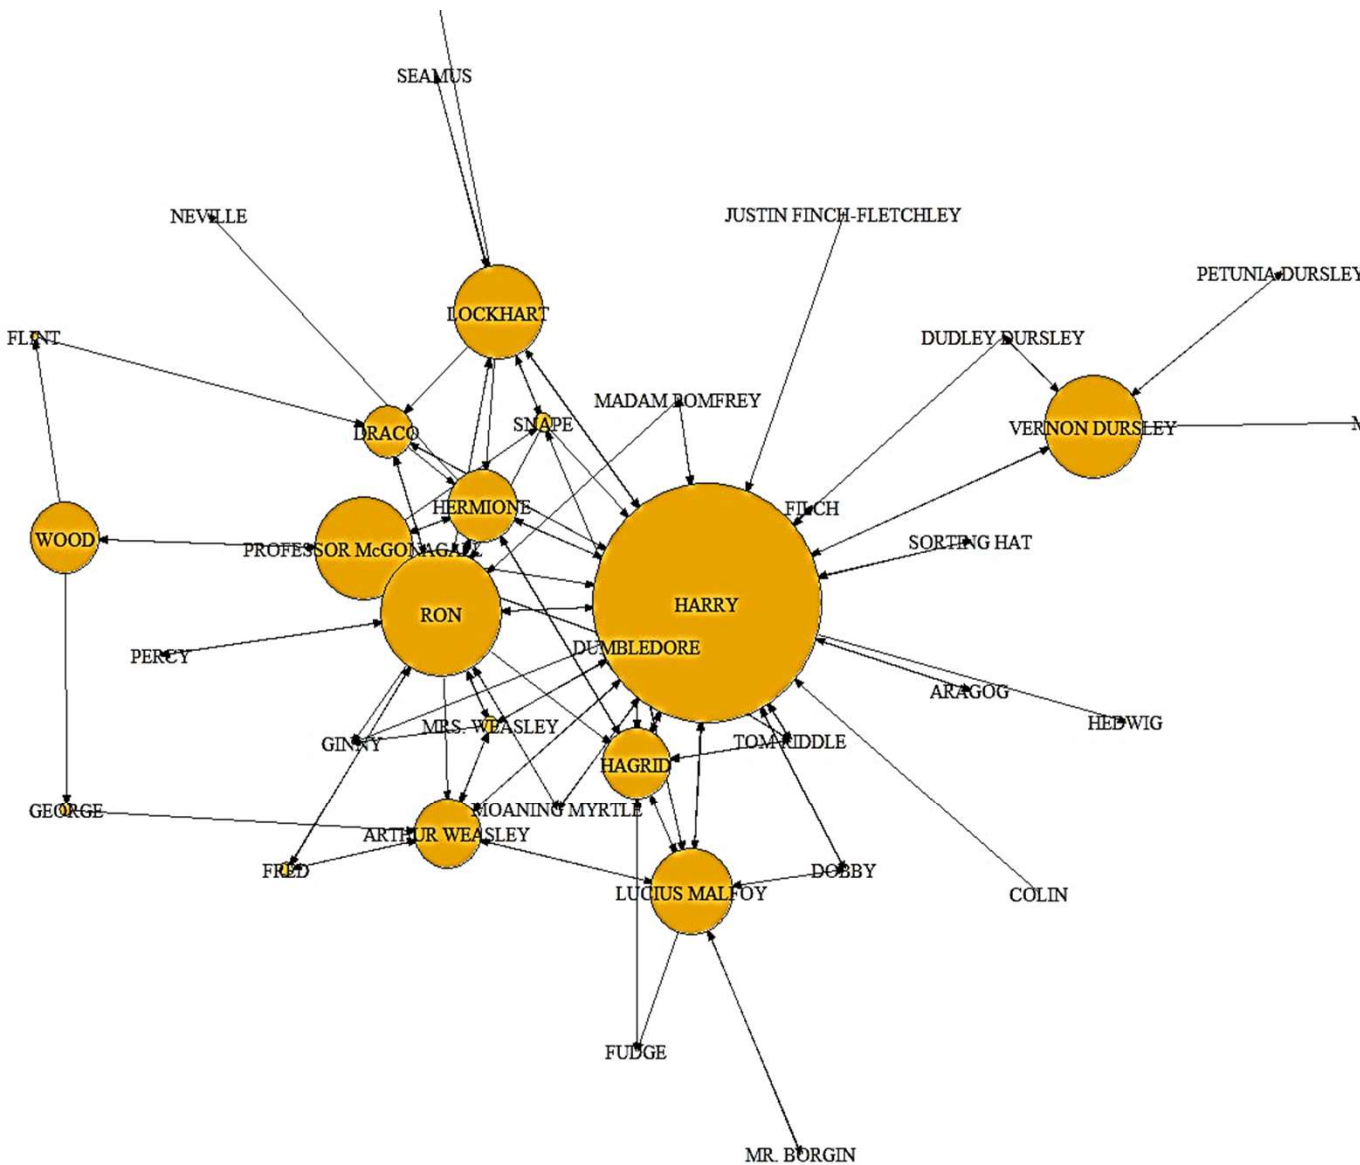 SEAMUS
NEVILLE
JUSTIN FINCH-FLETCHLEY
PETUNIA DURSLEY
LOCKHART
FLINT
DUDLEY DURSLEY
MADAM POMFREY
SNAPE
DRACO
VERNON DURSLEY
M
HERMIONE
FILCH
WOOD
PROFESSOR McGONAGALL
SORTING HAT
HARRY
RON
DUMBLEDORE
PERCY
ARAGOG
HEDWIG
MRS. WEASLEY
GINNY
TOM RIDDLE
HAGRID
GEORGE
MOANING MYRTLE
ARTHUR WEASLEY
FRED
DOBBY
LUCIUS MALFOY
COLIN
FUDGE
MR. BORGIN